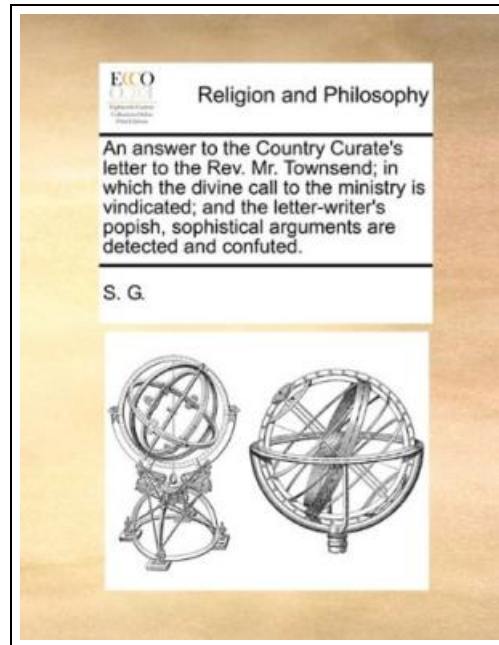 ECCO
Religion and Philosophy
An answer to the Country Curate's
letter to the Rev. Mr. Townsend; in
which the divine call to the ministry is
vindicated; and the letter-writer's
popish, sophistical arguments are
detected and confuted.
S. G.